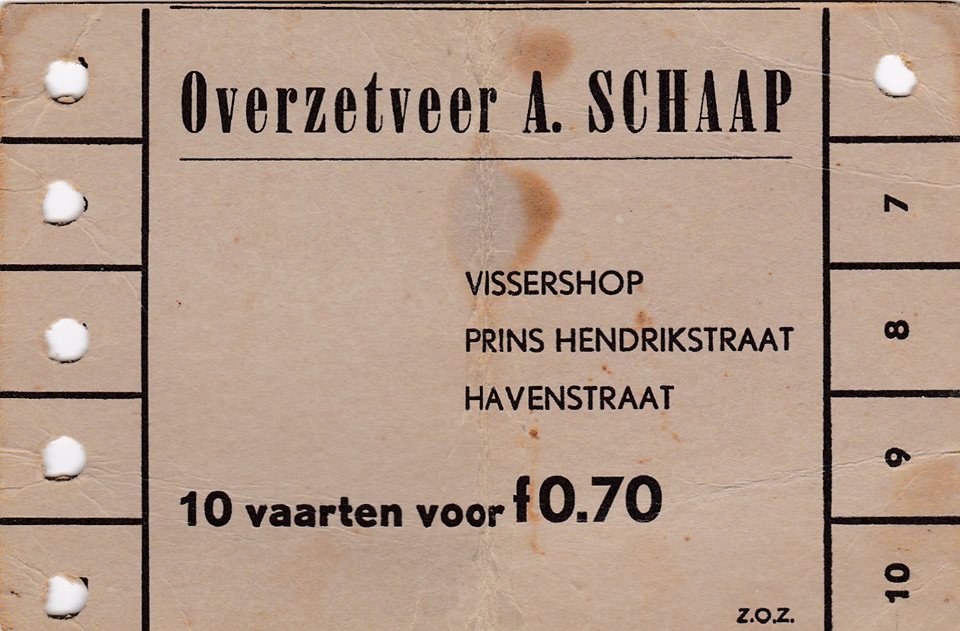 Overzetveer A. SCHAAP
VISSERSHOP
PRINS HENDRIKSTRAAT
HAVENSTRAAT
10 vaarten voor f0.70
Z.O.Z.
7
8
9
10